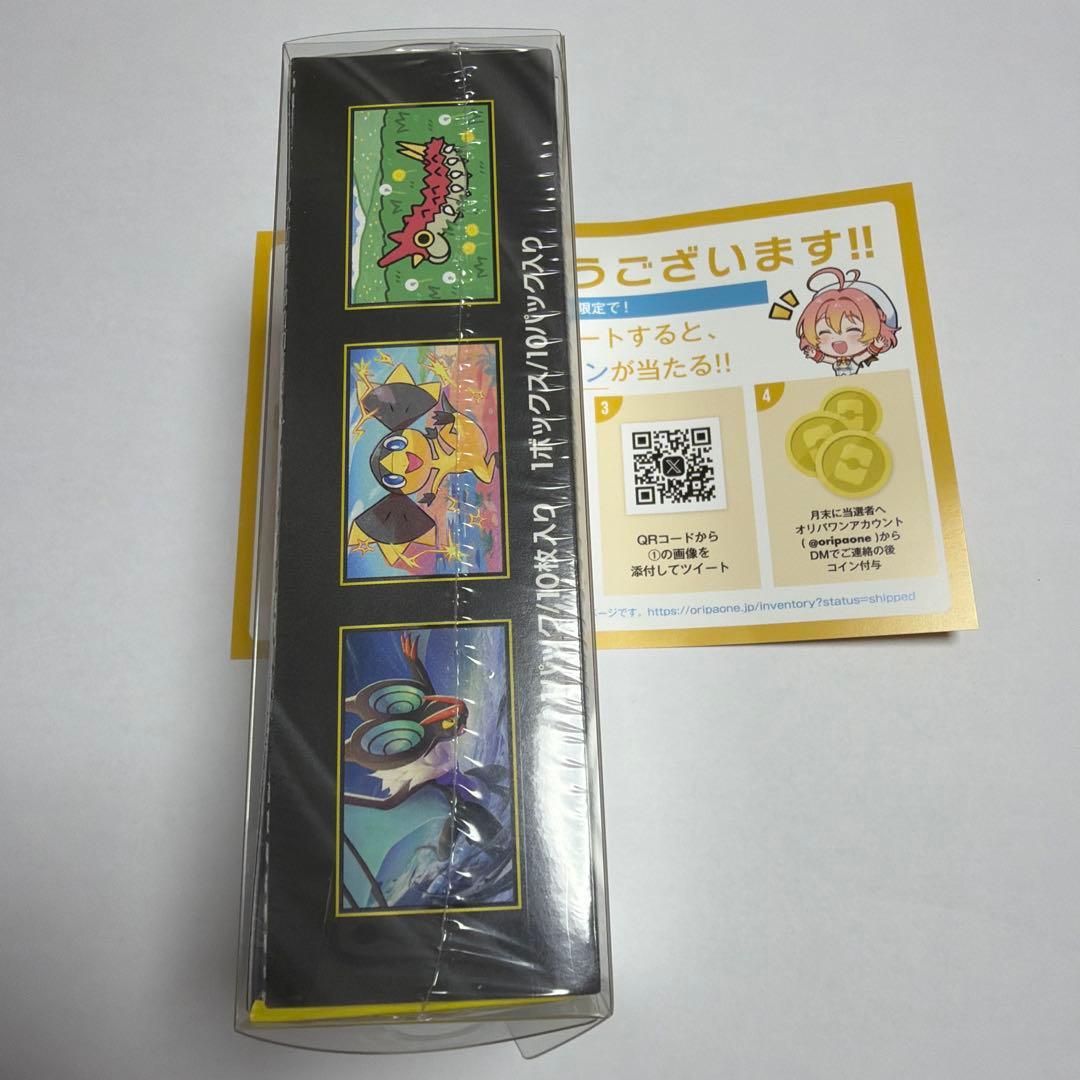 1パック/10枚入り 1ボックス/10パック入り
うございます!!
限定で!
ートすると、
ンが当たる!!
3
QRコードから
①の画像を
添付してツイート
4
月末に当選者へ
オリパワンアカウント
( @oripaone )から
DMでご連絡の後
コイン付与
ージです。https://oripaone.jp/inventory?status=shipped